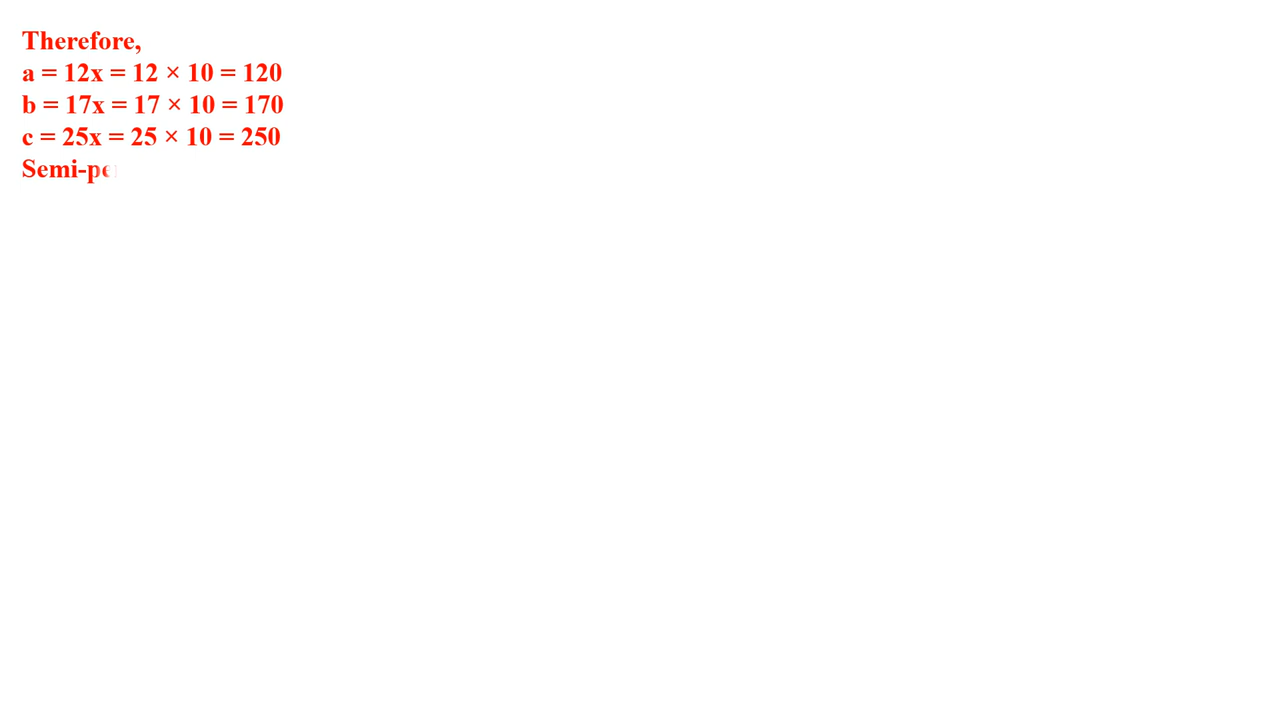 Therefore,
a = 12x = 12 × 10 = 120
b = 17x = 17 × 10 = 170
c = 25x = 25 × 10 = 250
Semi-pe